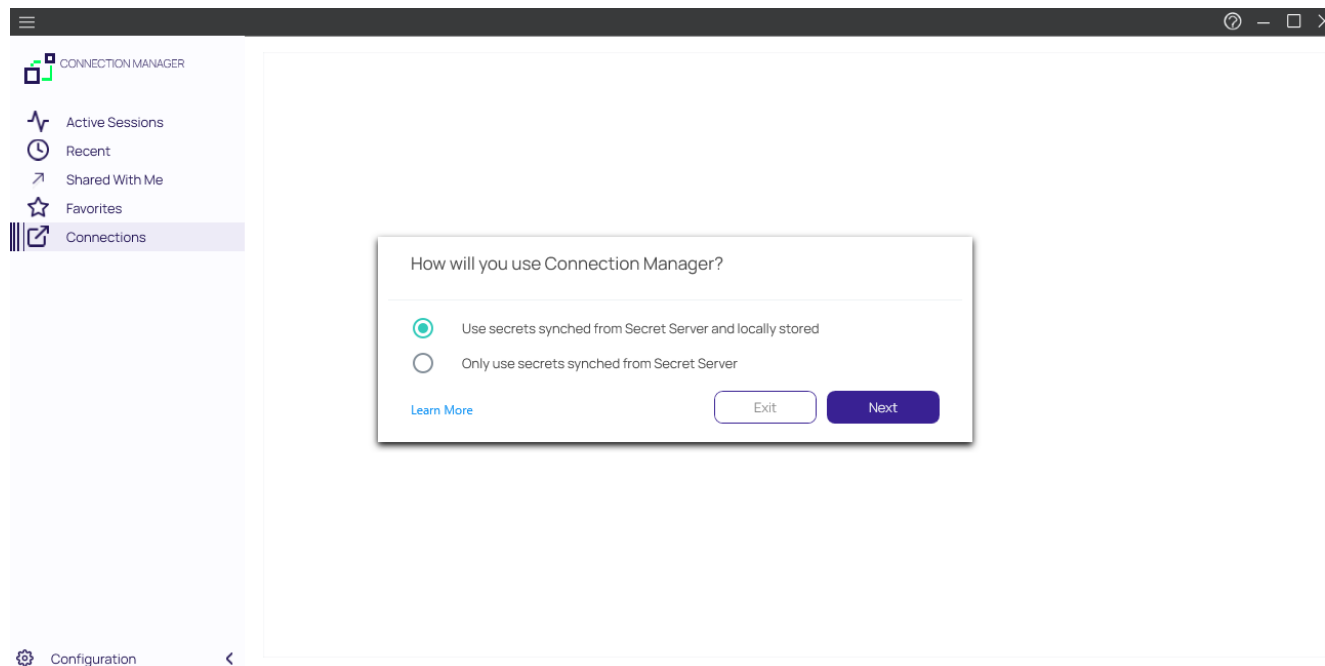 CONNECTION MANAGER
Active Sessions
Recent
Shared With Me
Favorites
Connections
How will you use Connection Manager?
Use secrets synched from Secret Server and locally stored
Only use secrets synched from Secret Server
Learn More
Exit
Next
Configuration